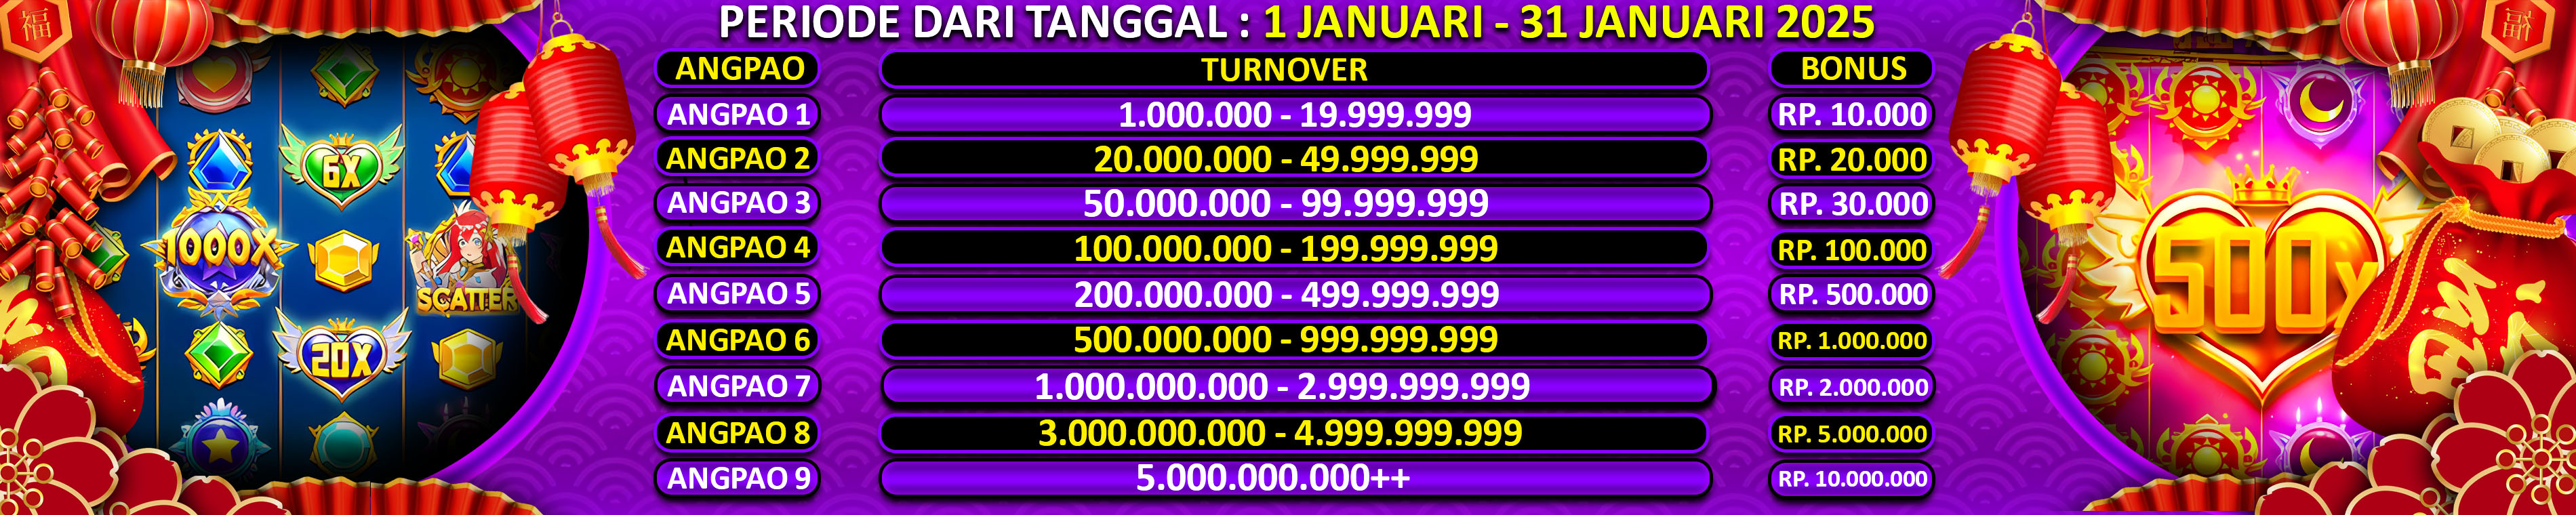 PERIODE DARI TANGGAL : 1 JANUARI - 31 JANUARI 2025
ANGPAO TURNOVER BONUS
ANGPAO 1 1.000.000 - 19.999.999 RP. 10.000
ANGPAO 2 20.000.000 - 49.999.999 RP. 20.000
ANGPAO 3 50.000.000 - 99.999.999 RP. 30.000
ANGPAO 4 100.000.000 - 199.999.999 RP. 100.000
ANGPAO 5 200.000.000 - 499.999.999 RP. 500.000
ANGPAO 6 500.000.000 - 999.999.999 RP. 1.000.000
ANGPAO 7 1.000.000.000 - 2.999.999.999 RP. 2.000.000
ANGPAO 8 3.000.000.000 - 4.999.999.999 RP. 5.000.000
ANGPAO 9 5.000.000.000++ RP. 10.000.000
福
6X
1000X
SCATTER
20X
500x